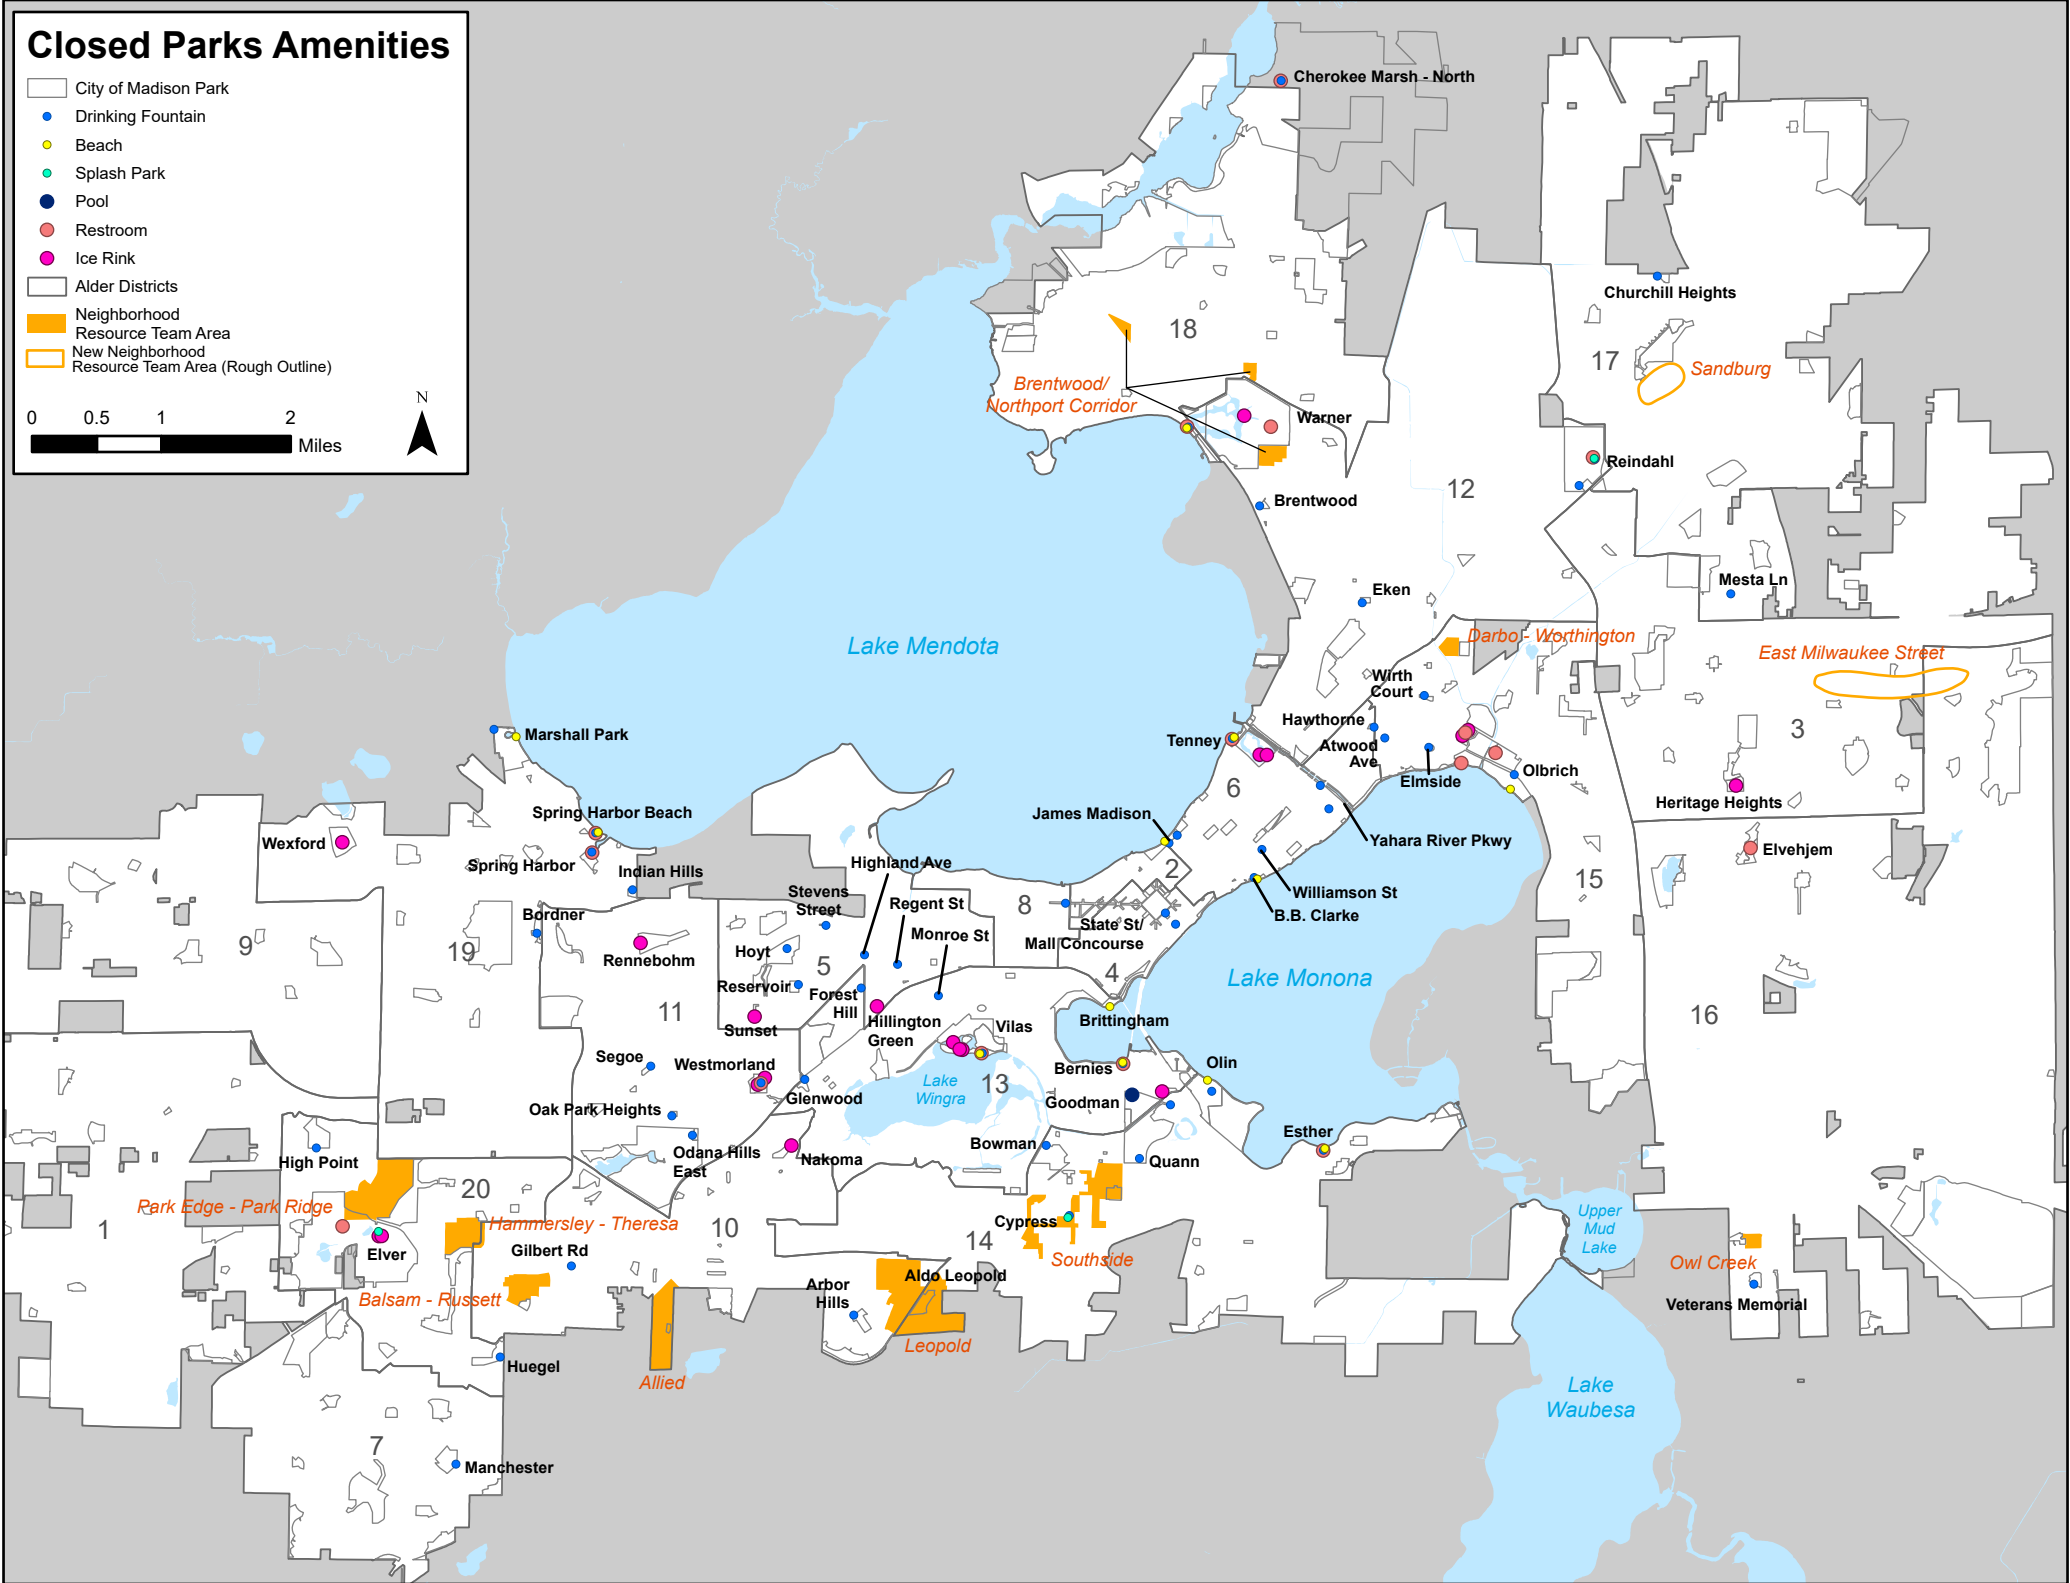 Closed Parks Amenities
City of Madison Park
Drinking Fountain
Beach
Splash Park
Pool
Restroom
Ice Rink
Alder Districts
Neighborhood
Resource Team Area
New Neighborhood
Resource Team Area (Rough Outline)
N
0 0.5 1 2
Miles
Cherokee Marsh - North
Churchill Heights
18
17
Sandburg
Brentwood/
Northport Corridor
Warner
Reindahl
12
Brentwood
Mesta Ln
Eken
Darbo - Worthington
Lake Mendota
East Milwaukee Street
Wirth
Court
Hawthorne
3
Marshall Park
Tenney
Atwood
Ave
Elmside
Olbrich
6
Heritage Heights
Spring Harbor Beach
James Madison
Yahara River Pkwy
Wexford
Elvehjem
Spring Harbor
Highland Ave
Indian Hills
2
15
Stevens
Street
Regent St
8
Williamson St
B.B. Clarke
Bordner
State St/
Mall Concourse
Monroe St
9
19
Rennebohm
Hoyt
5
4
Lake Monona
Reservoir
Forest
Hill
11
Sunset
Hillington
Green
Vilas
Brittingham
16
Segoe
Westmorland
Bernies
Olin
Lake
Wingra
13
Glenwood
Goodman
Oak Park Heights
Esther
Bowman
Odana Hills
East
Nakoma
Quann
High Point
20
Park Edge - Park Ridge
Hammersley - Theresa
1
10
Cypress
Upper
Mud
Lake
Elver
Gilbert Rd
14
Southside
Owl Creek
Arbor
Hills
Aldo Leopold
Balsam - Russett
Veterans Memorial
Leopold
Huegel
Allied
Lake
Waubesa
7
Manchester